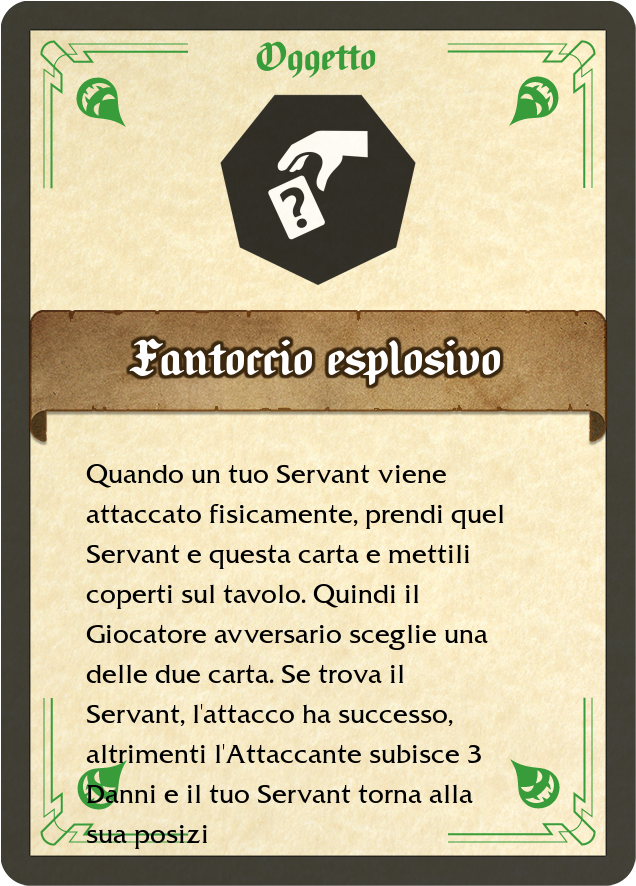 Oggetto
?
Fantoccio esplosivo
Quando un tuo Servant viene
attaccato fisicamente, prendi quel
Servant e questa carta e mettili
coperti sul tavolo. Quindi il
Giocatore avversario sceglie una
delle due carta. Se trova il
Servant, l'attacco ha successo,
altrimenti l'Attaccante subisce 3
Danni e il tuo Servant torna alla
sua posizi